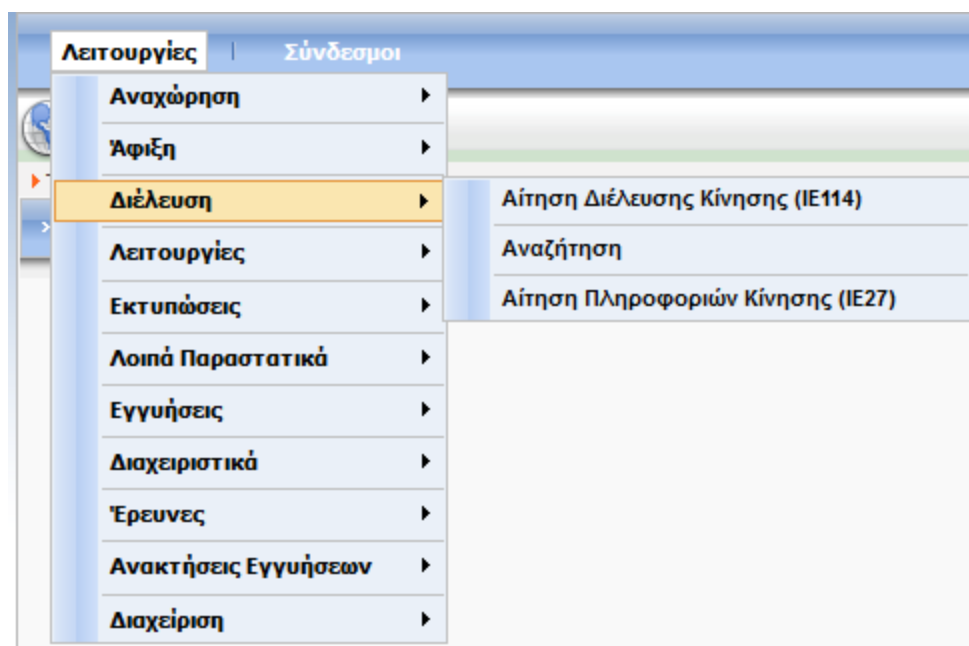 Λειτουργίες | Σύνδεσμοι
Αναχώρηση
Άφιξη
Διέλευση
Αίτηση Διέλευσης Κίνησης (IE114)
Λειτουργίες
Αναζήτηση
Εκτυπώσεις
Αίτηση Πληροφοριών Κίνησης (IE27)
Λοιπά Παραστατικά
Εγγυήσεις
Διαχειριστικά
Έρευνες
Ανακτήσεις Εγγυήσεων
Διαχείριση